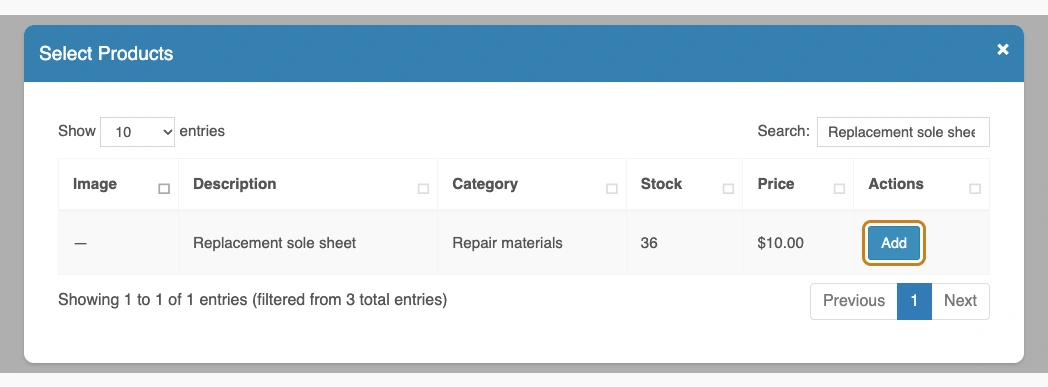 Select Products ×
Show 10 entries Search: Replacement sole shee
Image Description Category Stock Price Actions
— Replacement sole sheet Repair materials 36 $10.00 Add
Showing 1 to 1 of 1 entries (filtered from 3 total entries) Previous 1 Next